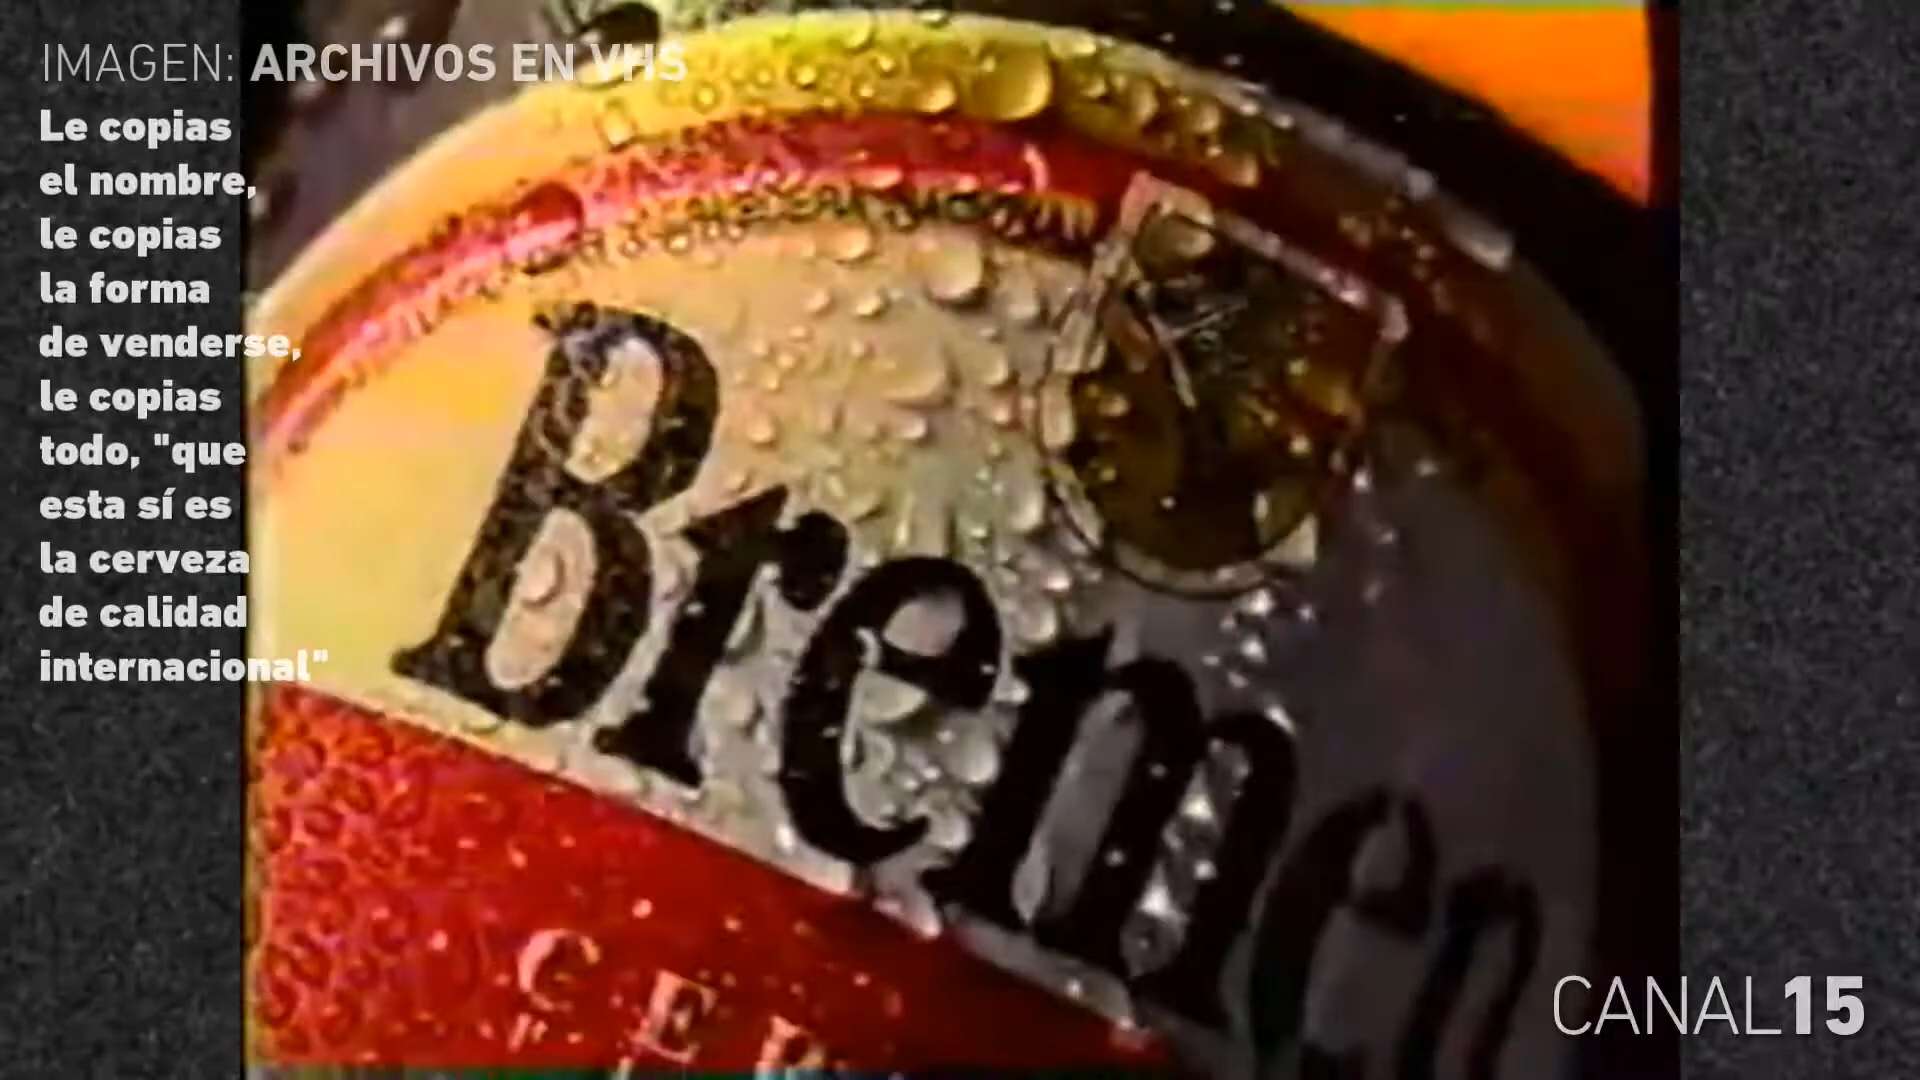 IMAGEN: ARCHIVOS EN VHS
Le copias
el nombre,
le copias
la forma
de venderse,
le copias
todo, "que
esta sí es
la cerveza
de calidad
internacional"
CANAL15